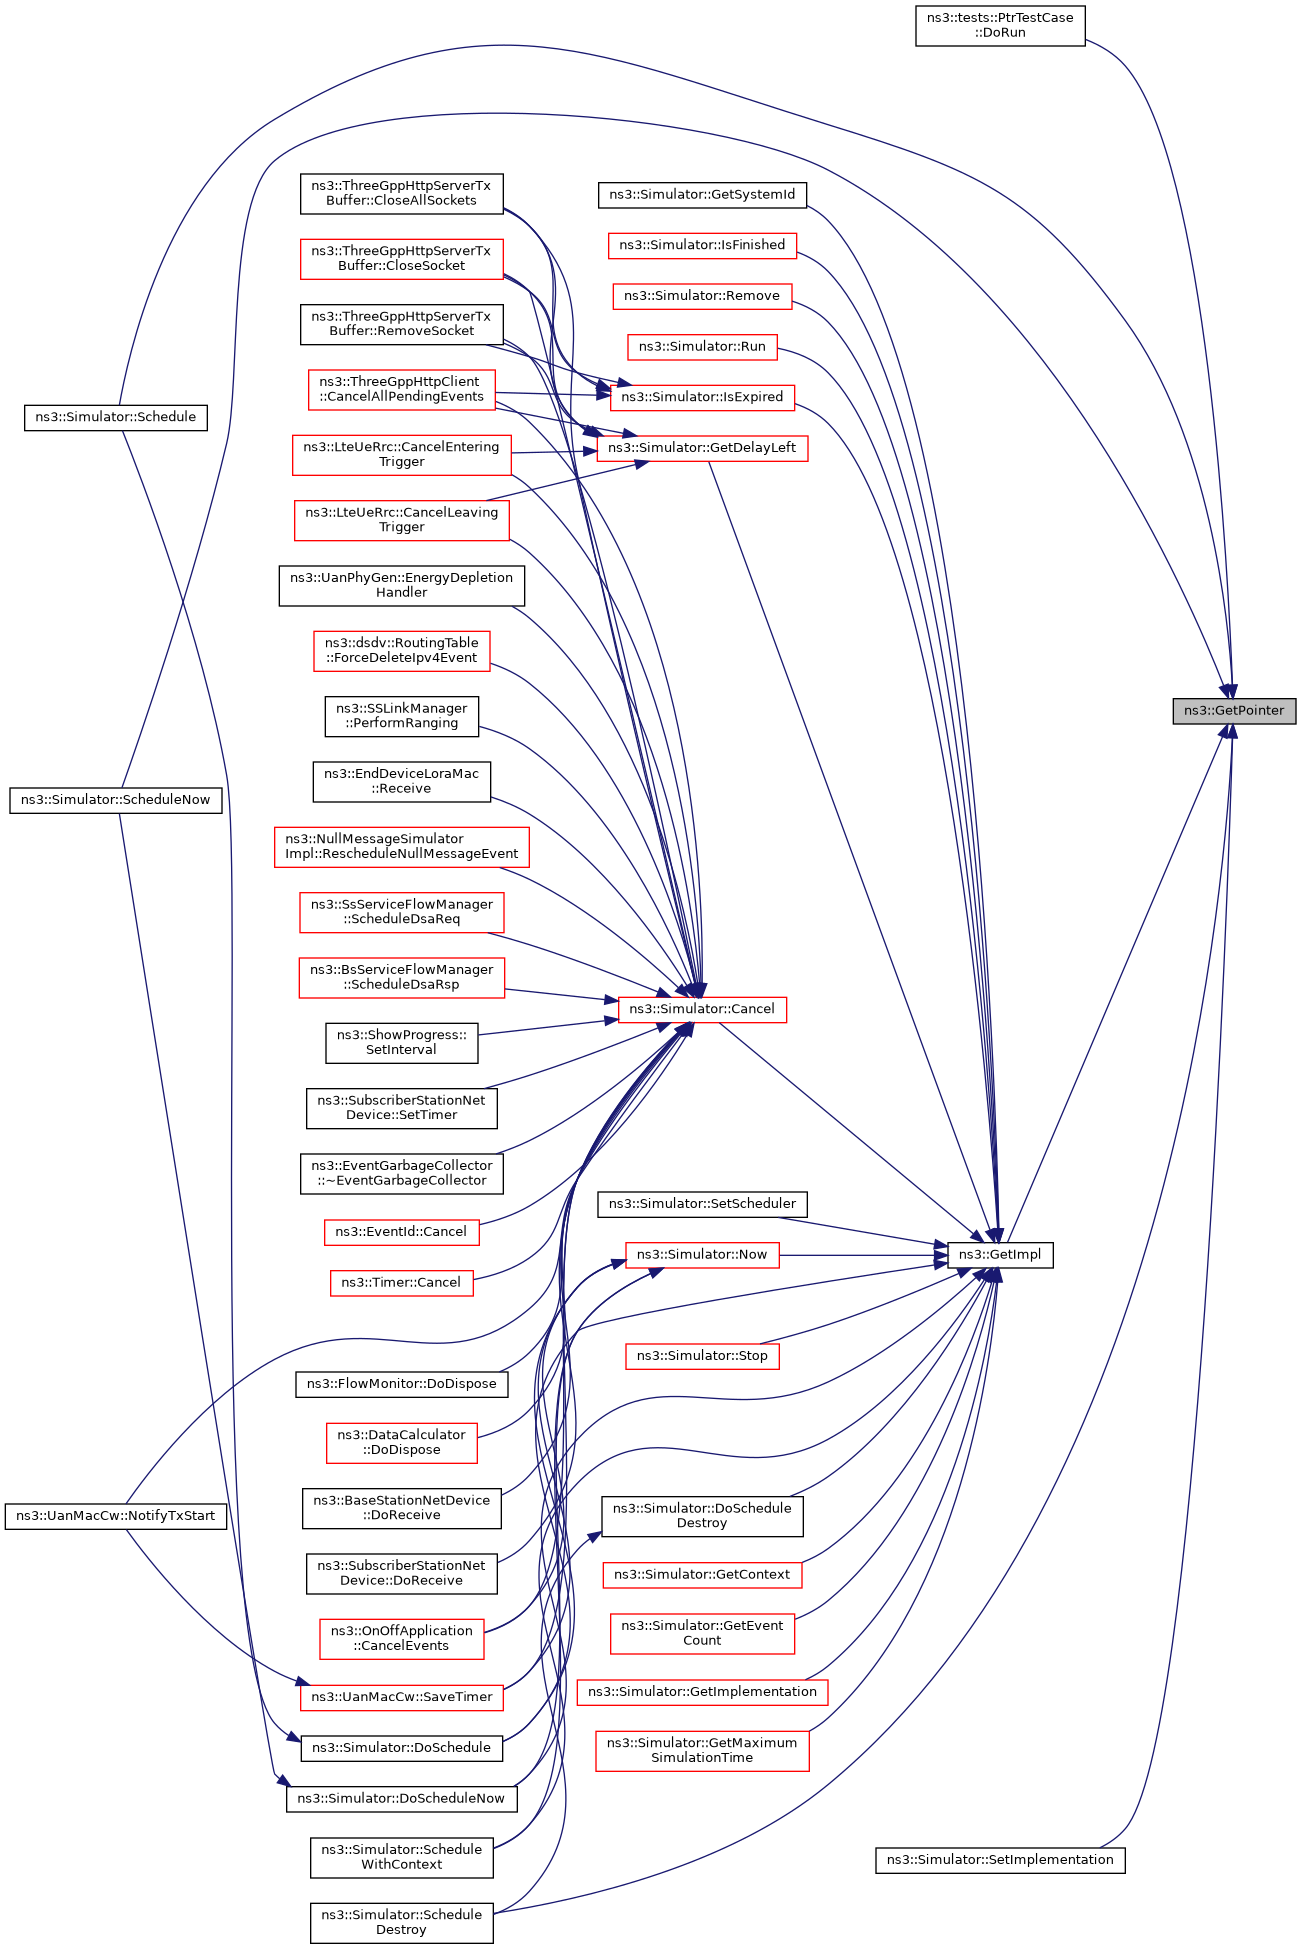 ns3::tests::PtrTestCase
::DoRun
ns3::ThreeGppHttpServerTx
Buffer::CloseAllSockets
ns3::Simulator::GetSystemId
ns3::Simulator::IsFinished
ns3::ThreeGppHttpServerTx
Buffer::CloseSocket
ns3::Simulator::Remove
ns3::ThreeGppHttpServerTx
Buffer::RemoveSocket
ns3::Simulator::Run
ns3::ThreeGppHttpClient
::CancelAllPendingEvents
ns3::Simulator::IsExpired
ns3::Simulator::Schedule
ns3::LteUeRrc::CancelEntering
Trigger
ns3::Simulator::GetDelayLeft
ns3::LteUeRrc::CancelLeaving
Trigger
ns3::UanPhyGen::EnergyDepletion
Handler
ns3::dsdv::RoutingTable
::ForceDeleteIpv4Event
ns3::SSLinkManager
::PerformRanging
ns3::GetPointer
ns3::EndDeviceLoraMac
::Receive
ns3::Simulator::ScheduleNow
ns3::NullMessageSimulator
Impl::RescheduleNullMessageEvent
ns3::SsServiceFlowManager
::ScheduleDsaReq
ns3::BsServiceFlowManager
::ScheduleDsaRsp
ns3::Simulator::Cancel
ns3::ShowProgress::
SetInterval
ns3::SubscriberStationNet
Device::SetTimer
ns3::EventGarbageCollector
::~EventGarbageCollector
ns3::Simulator::SetScheduler
ns3::EventId::Cancel
ns3::Simulator::Now
ns3::GetImpl
ns3::Timer::Cancel
ns3::Simulator::Stop
ns3::FlowMonitor::DoDispose
ns3::DataCalculator
::DoDispose
ns3::BaseStationNetDevice
::DoReceive
ns3::Simulator::DoSchedule
Destroy
ns3::UanMacCw::NotifyTxStart
ns3::SubscriberStationNet
Device::DoReceive
ns3::Simulator::GetContext
ns3::OnOffApplication
::CancelEvents
ns3::Simulator::GetEvent
Count
ns3::Simulator::GetImplementation
ns3::UanMacCw::SaveTimer
ns3::Simulator::DoSchedule
ns3::Simulator::GetMaximum
SimulationTime
ns3::Simulator::DoScheduleNow
ns3::Simulator::Schedule
WithContext
ns3::Simulator::SetImplementation
ns3::Simulator::Schedule
Destroy